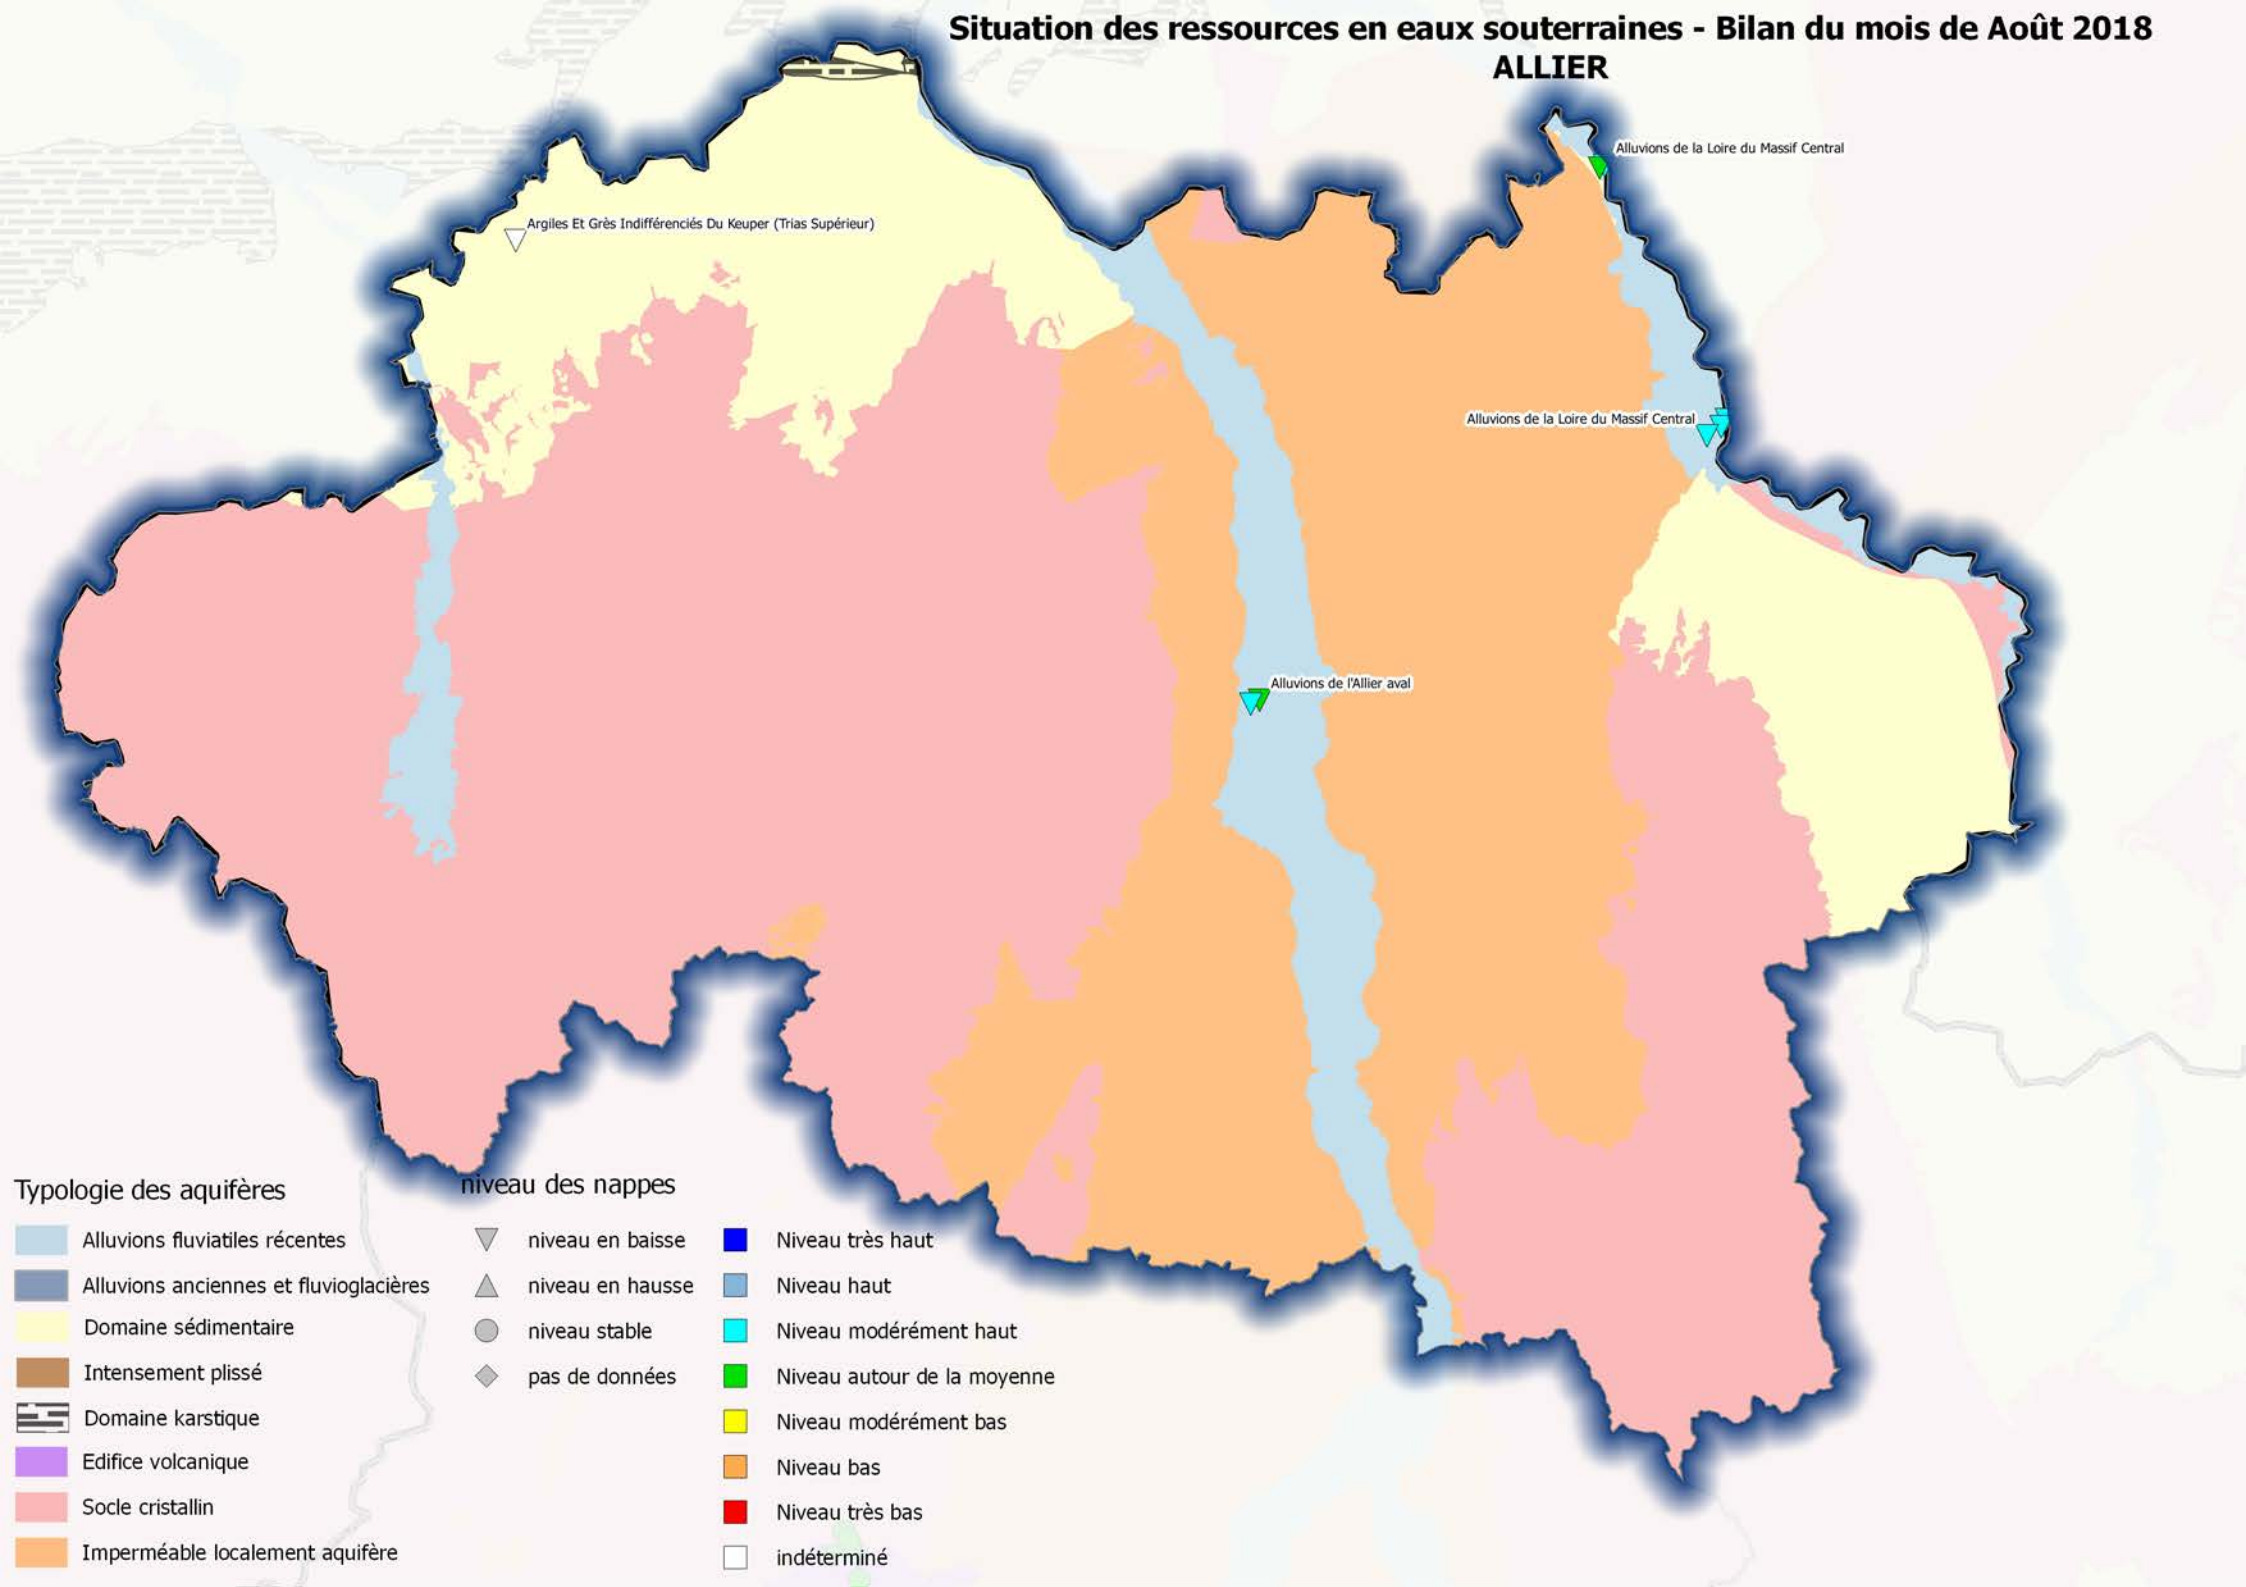 Situation des ressources en eaux souterraines - Bilan du mois de Août 2018
ALLIER
Alluvions de la Loire du Massif Central
Argiles Et Grès Indifférenciés Du Keuper (Trias Supérieur)
Alluvions de la Loire du Massif Central
Alluvions de l'Allier aval
Typologie des aquifères
Alluvions fluviatiles récentes
Alluvions anciennes et fluvioglacières
Domaine sédimentaire
Intensement plissé
Domaine karstique
Edifice volcanique
Socle cristallin
Imperméable localement aquifère
niveau des nappes
niveau en baisse
niveau en hausse
niveau stable
pas de données
Niveau très haut
Niveau haut
Niveau modérément haut
Niveau autour de la moyenne
Niveau modérément bas
Niveau bas
Niveau très bas
indéterminé